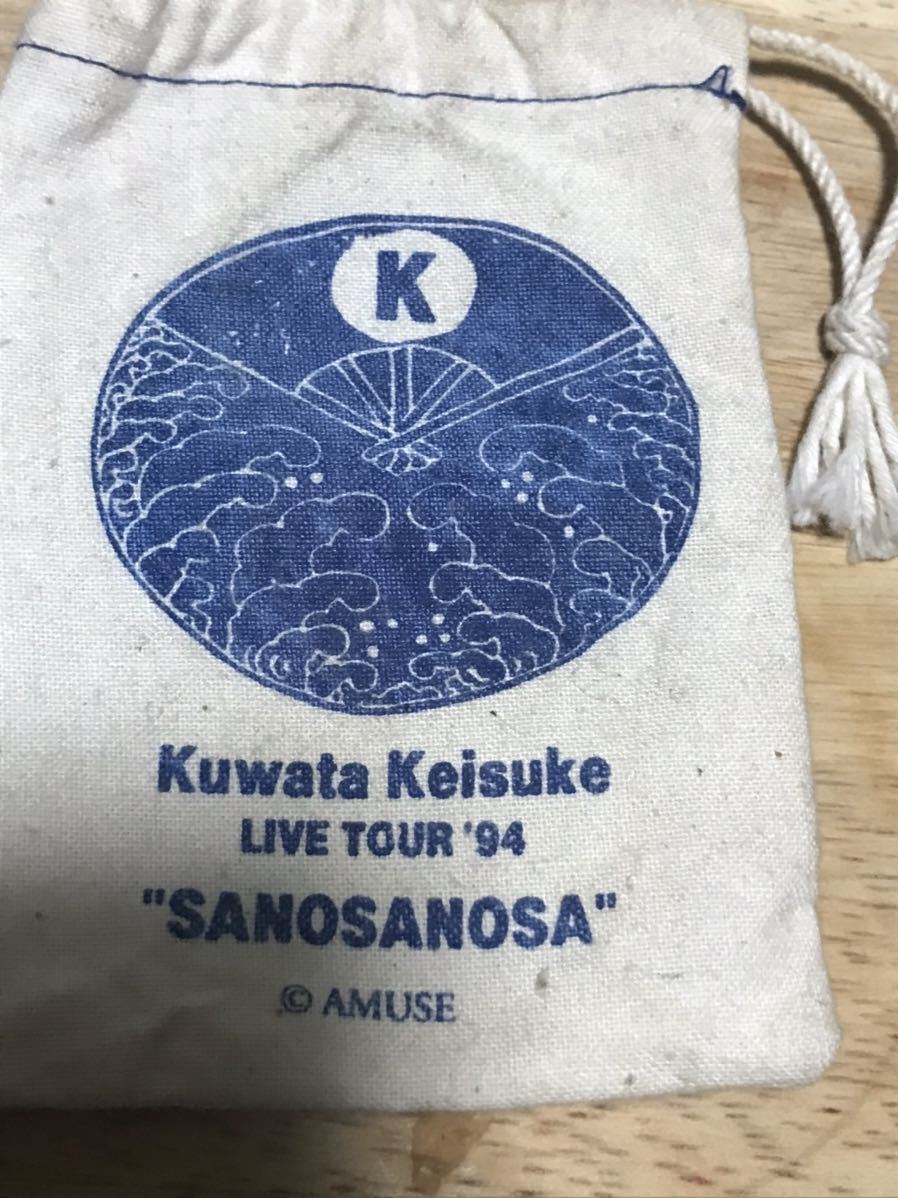 K
Kuwata Keisuke
LIVE TOUR '94
"SANOSANOSA"
© AMUSE